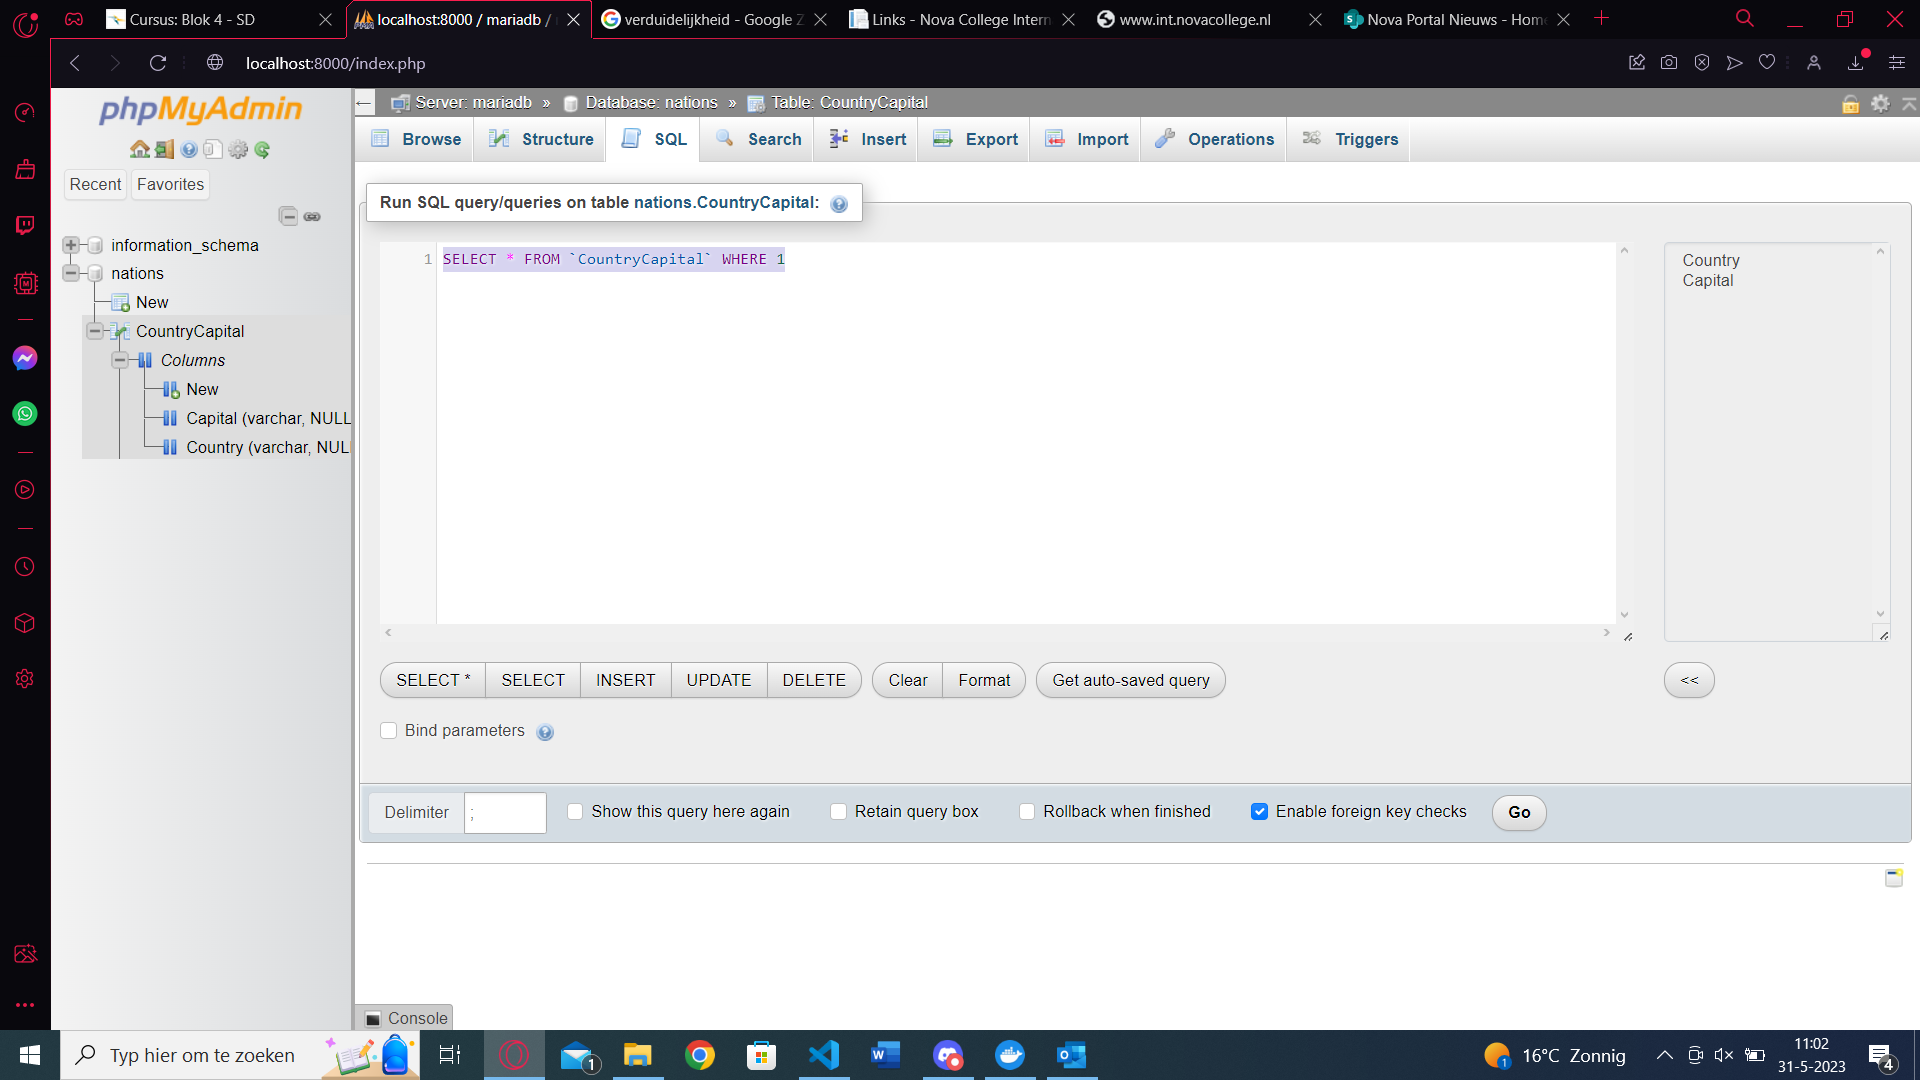 Cursus: Blok 4 - SD
localhost:8000 / mariadb /
verduidelijkheid - Google Z
Links - Nova College Intern
www.int.novacollege.nl
Nova Portal Nieuws - Home
localhost:8000/index.php
phpMyAdmin
Recent
Favorites
information_schema
nations
New
CountryCapital
Columns
New
Capital (varchar, NULL
Country (varchar, NUL
Server: mariadb » Database: nations » Table: CountryCapital
Browse
Structure
SQL
Search
Insert
Export
Import
Operations
Triggers
Run SQL query/queries on table nations.CountryCapital:
1
SELECT * FROM `CountryCapital` WHERE 1
Country
Capital
SELECT *
SELECT
INSERT
UPDATE
DELETE
Clear
Format
Get auto-saved query
<<
Bind parameters
Delimiter
;
Show this query here again
Retain query box
Rollback when finished
Enable foreign key checks
Go
Console
Typ hier om te zoeken
1
1
16°C Zonnig
11:02
31-5-2023
4